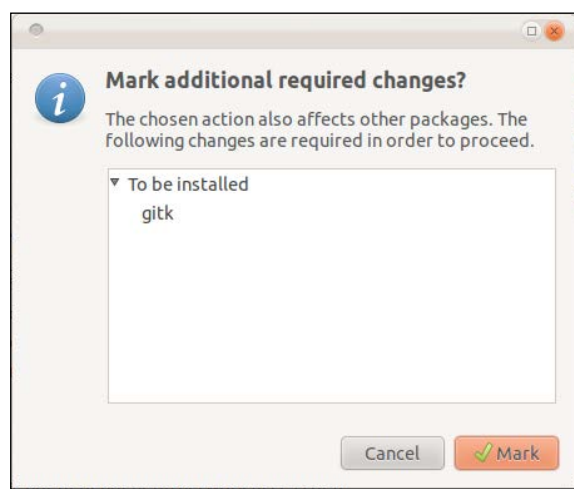 Mark additional required changes?
The chosen action also affects other packages. The
following changes are required in order to proceed.
To be installed
gitk
Cancel
Mark